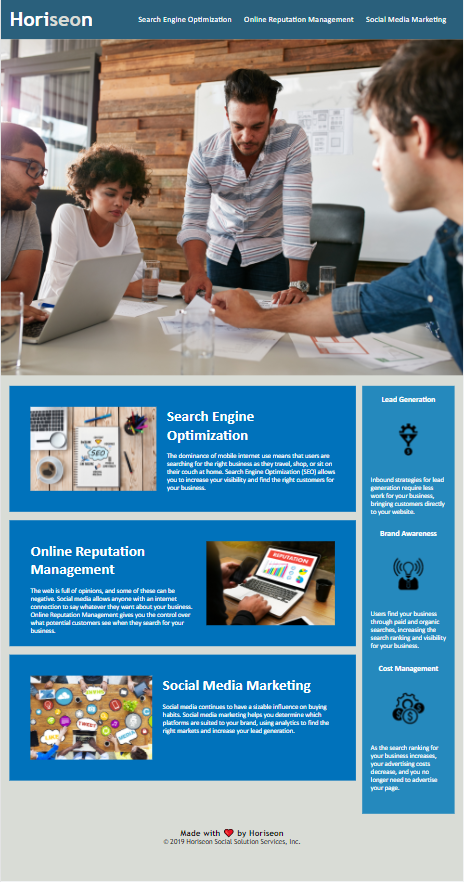 Horiseon
Search Engine Optimization
Online Reputation Management
Social Media Marketing
SEO
Search Engine
Optimization
The dominance of mobile internet use means that users are
searching for the right business as they travel, shop, or sit on
their couch at home. Search Engine Optimization (SEO) allows
you to increase your visibility and find the right customers for
your business.
Online Reputation
Management
The web is full of opinions, and some of these can be
negative. Social media allows anyone with an internet
connection to say whatever they want about your business.
Online Reputation Management gives you the control over
what potential customers see when they search for your
business.
REPUTATION
TWEET
LIKE
MEDIA
Social Media Marketing
Social media continues to have a sizable influence on buying
habits. Social media marketing helps you determine which
platforms are suited to your brand, using analytics to find the
right markets and increase your lead generation.
Lead Generation
Inbound strategies for lead
generation require less
work for your business,
bringing customers directly
to your website.
Brand Awareness
Users find your business
through paid and organic
searches, increasing the
search ranking and visibility
for your business.
Cost Management
As the search ranking for
your business increases,
your advertising costs
decrease, and you no
longer need to advertise
your page.
Made with ❤️ by Horiseon
© 2019 Horiseon Social Solution Services, Inc.